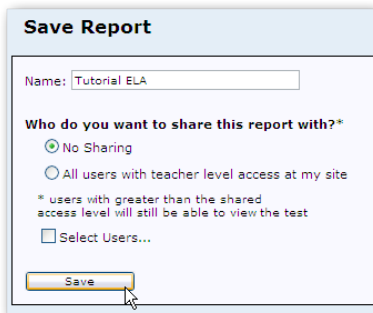 Save Report
Name: Tutorial ELA
Who do you want to share this report with?*
No Sharing
All users with teacher level access at my site
* users with greater than the shared
access level will still be able to view the test
Select Users...
Save